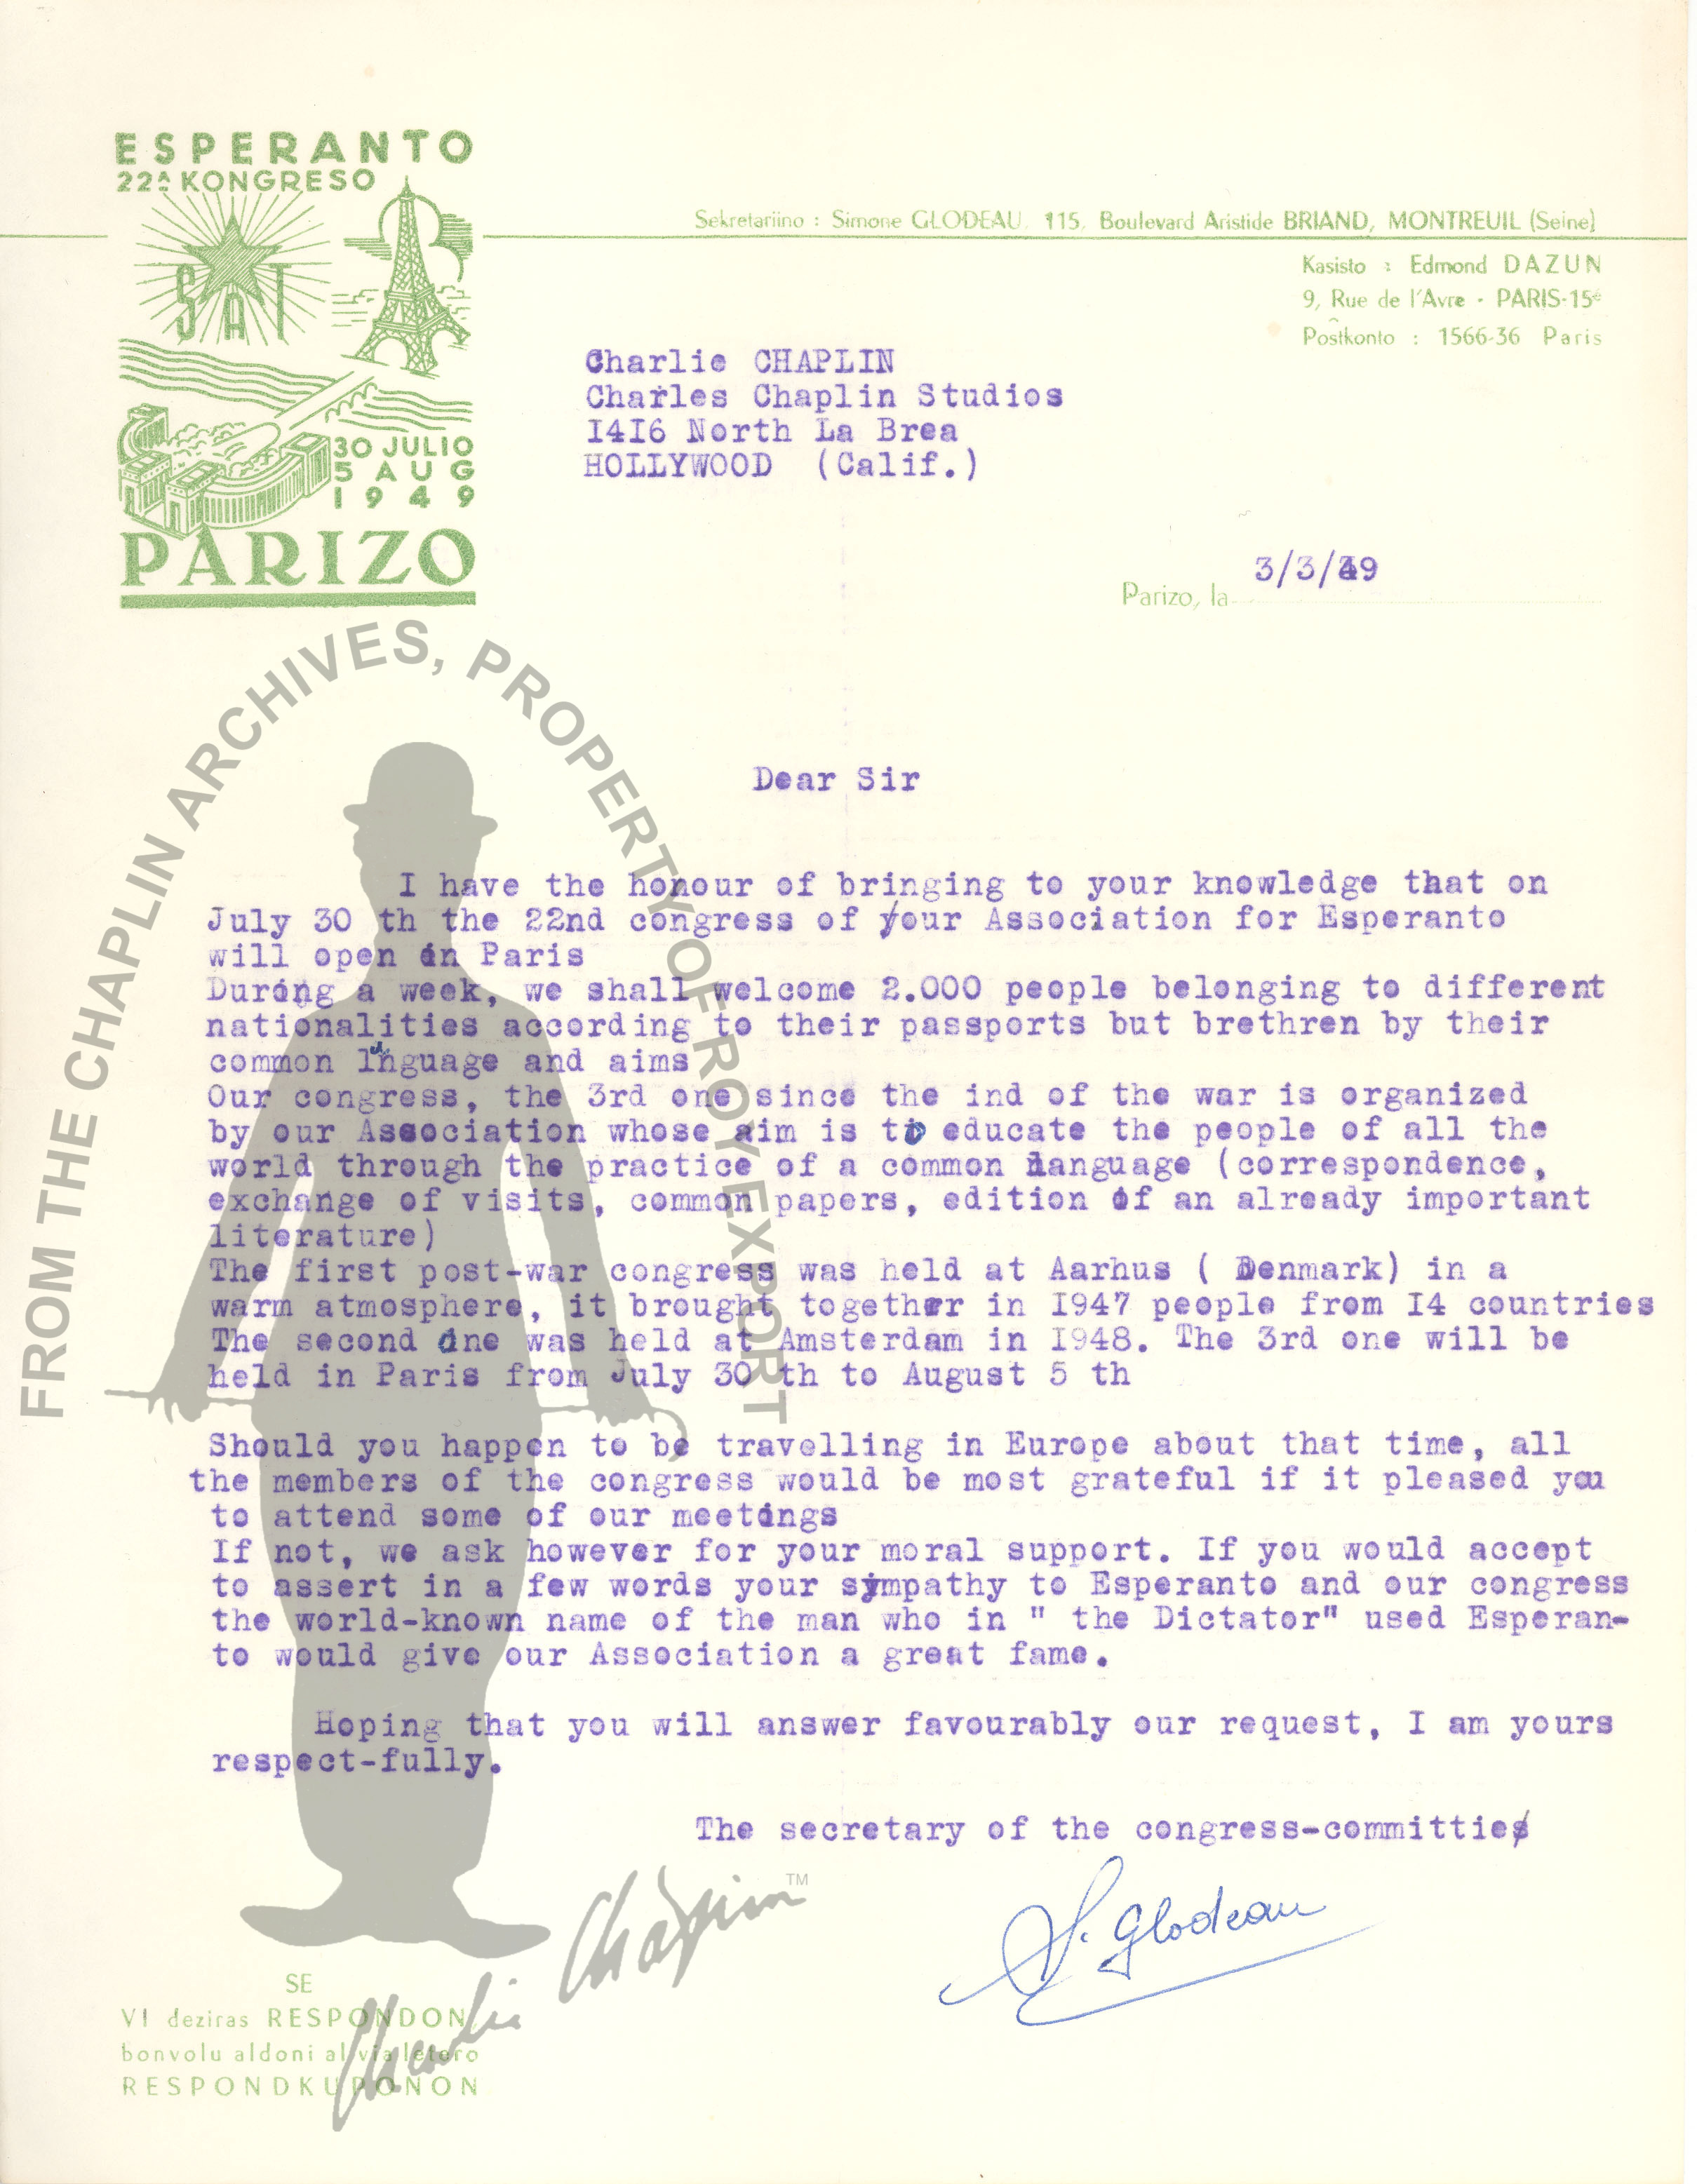 ESPERANTO
22ᴬ KONGRESO
SAT
30 JULIO
5 AUG
1949
PARIZO
Sekretariino : Simone GLODEAU. 115, Boulevard Aristide BRIAND, MONTREUIL (Seine)
Kasisto : Edmond DAZUN
9, Rue de l'Avre - PARIS-15ᵉ
Postkonto : 1566-36 Paris
Charlie CHAPLIN
Charles Chaplin Studios
I4I6 North La Brea
HOLLYWOOD (Calif.)
Parizo, la 3/3/49
FROM THE CHAPLIN ARCHIVES, PROPERTY OF ROY EXPORT
Dear Sir
I have the honour of bringing to your knowledge that on
July 30 th the 22nd congress of our Association for Esperanto
will open in Paris
During a week, we shall welcome 2.000 people belonging to different
nationalities according to their passports but brethren by their
common language and aims
Our congress, the 3rd one since the ind of the war is organized
by our Association whose aim is to educate the people of all the
world through the practice of a common language (correspondence,
exchange of visits, common papers, edition of an already important
literature)
The first post-war congress was held at Aarhus ( Denmark) in a
warm atmosphere, it brought together in I947 people from I4 countries
The second one was held at Amsterdam in I948. The 3rd one will be
held in Paris from July 30 th to August 5 th
Should you happen to be travelling in Europe about that time, all
the members of the congress would be most grateful if it pleased you
to attend some of our meetings
If not, we ask however for your moral support. If you would accept
to assert in a few words your sympathy to Esperanto and our congress
the world-known name of the man who in " the Dictator" used Esperan-
to would give our Association a great fame.
Hoping that you will answer favourably our request, I am yours
respect-fully.
The secretary of the congress-committie
S. Glodeau
Charlie Chaplin™
SE
VI deziras RESPONDON
bonvolu aldoni al via letero
RESPONDKUPONON